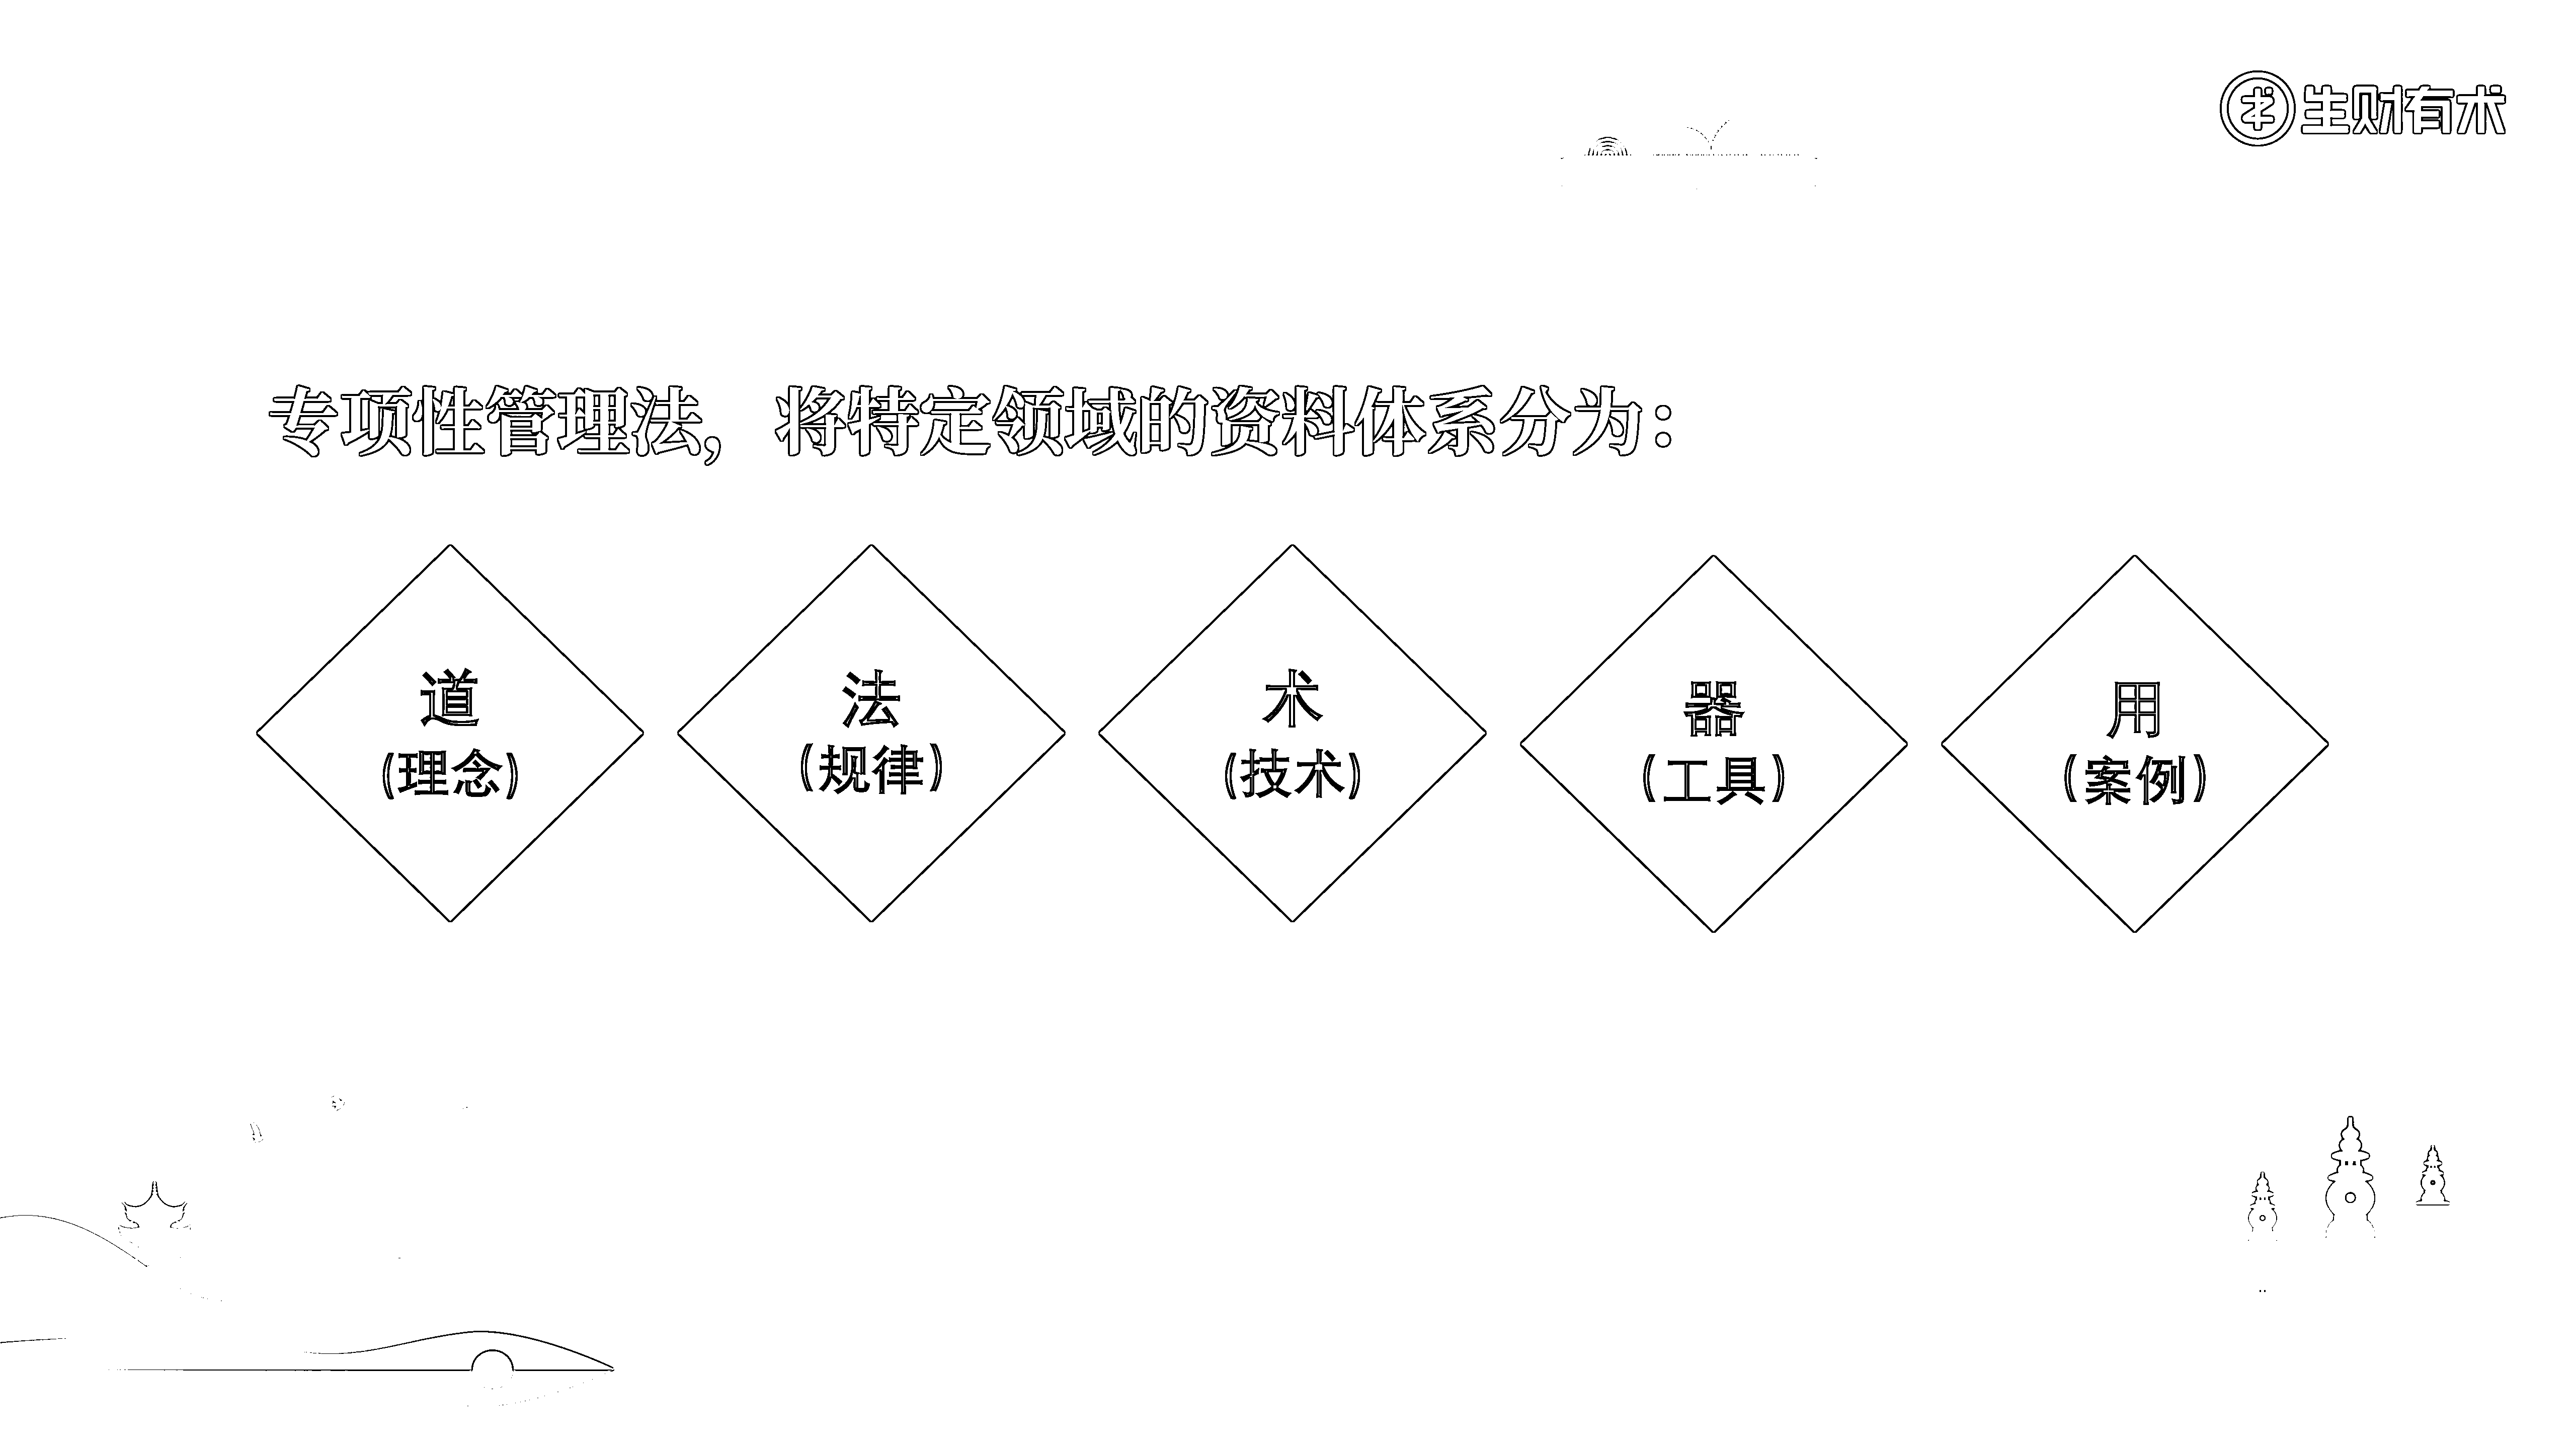 生财有术
专项性管理法，将特定领域的资料体系分为：
道
(理念)
法
（规律）
术
(技术)
器
（工具）
用
（案例）